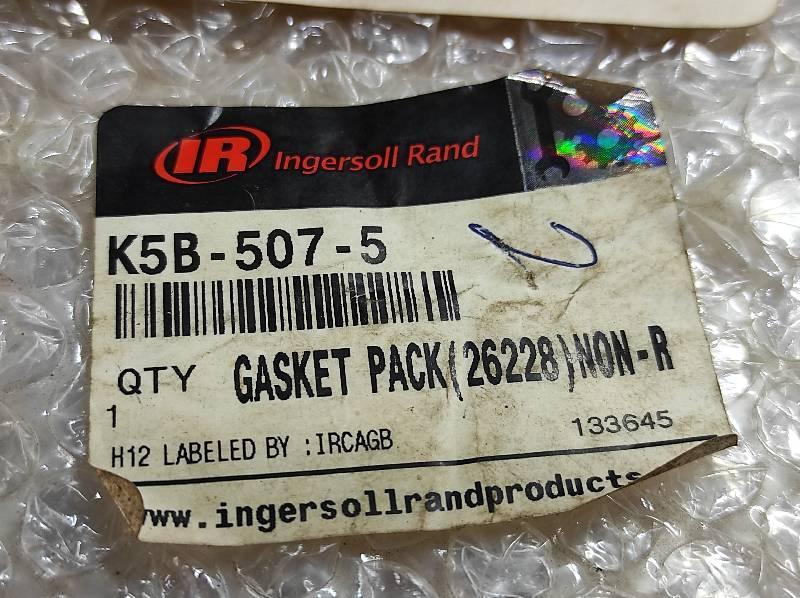 IR Ingersoll Rand
K5B-507-5
QTY GASKET PACK(26228)NON-R
1
133645
H12 LABELED BY :IRCAGB
www.ingersollrandproducts